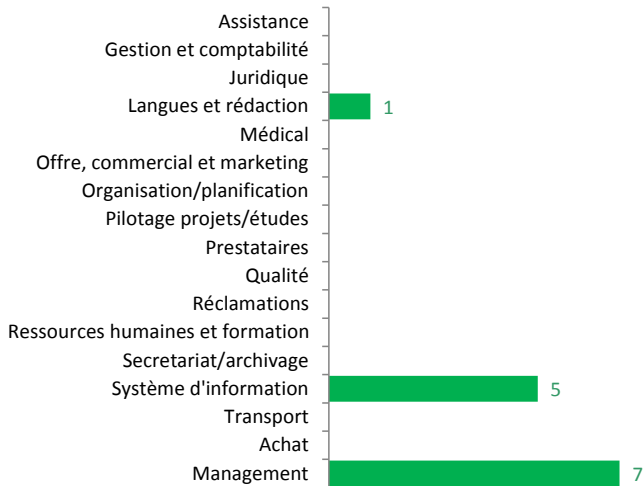 Assistance
Gestion et comptabilité
Juridique
Langues et rédaction 1
Médical
Offre, commercial et marketing
Organisation/planification
Pilotage projets/études
Prestataires
Qualité
Réclamations
Ressources humaines et formation
Secretariat/archivage
Système d'information 5
Transport
Achat
Management 7